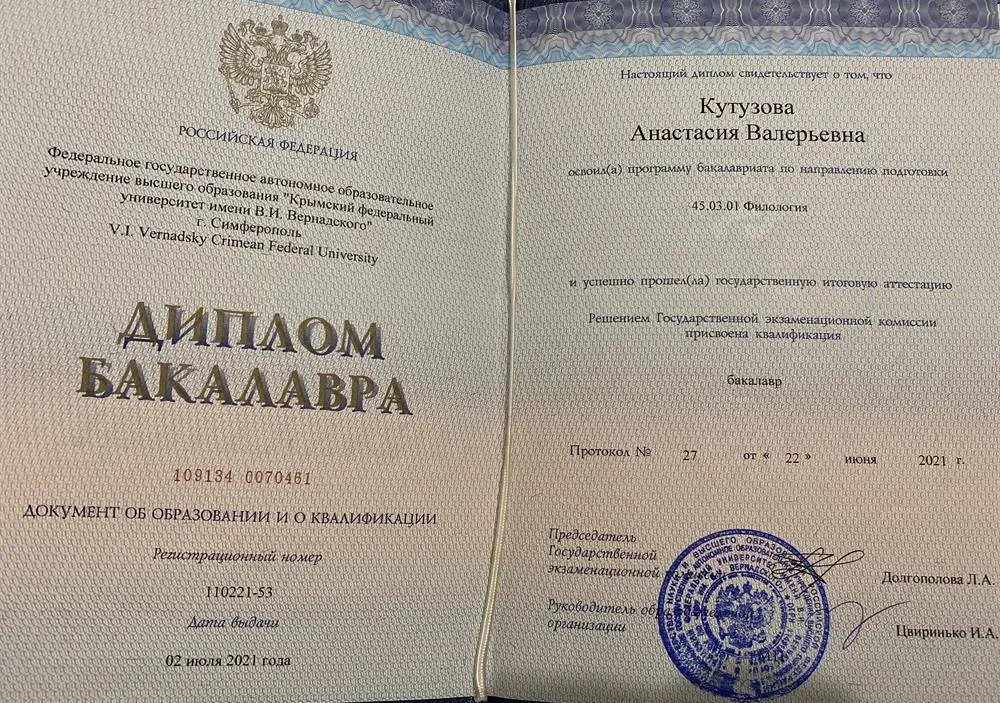 РОССИЙСКАЯ ФЕДЕРАЦИЯ
Федеральное государственное автономное образовательное
учреждение высшего образования "Крымский федеральный
университет имени В.И. Вернадского"
г. Симферополь
V.I. Vernadsky Crimean Federal University
ДИПЛОМ
БАКАЛАВРА
109134 0070461
ДОКУМЕНТ ОБ ОБРАЗОВАНИИ И О КВАЛИФИКАЦИИ
Регистрационный номер
110221-53
Дата выдачи
02 июля 2021 года
Настоящий диплом свидетельствует о том, что
Кутузова
Анастасия Валерьевна
освоил(а) программу бакалавриата по направлению подготовки
45.03.01 Филология
и успешно прошел(ла) государственную итоговую аттестацию
Решением Государственной экзаменационной комиссии
присвоена квалификация
бакалавр
Протокол № 27 от « 22 » июня 2021 г.
Председатель
Государственной
экзаменационной
Долгополова Л.А.
Руководитель
организации
Цвиринько И.А.